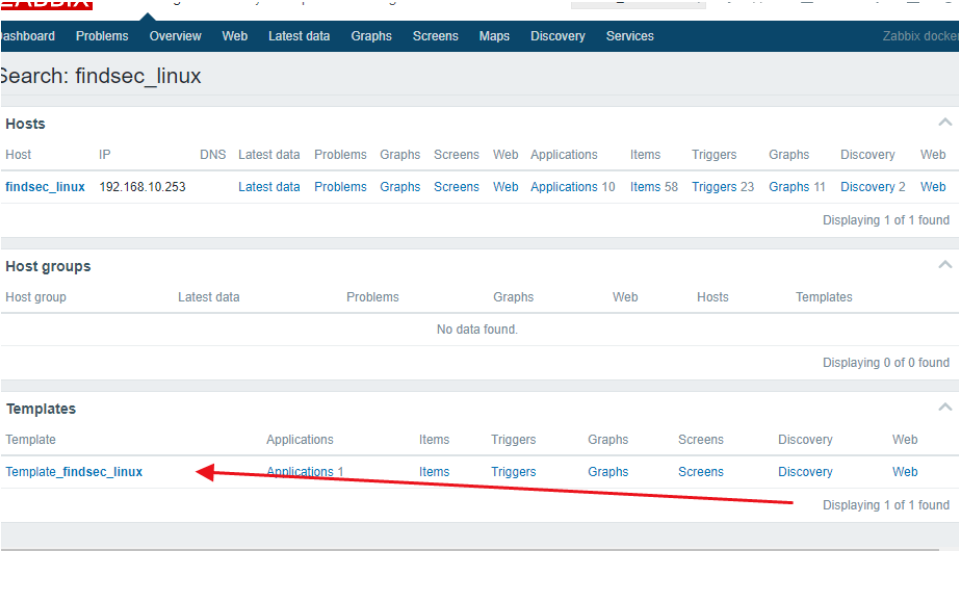 ZABBIX
Dashboard Problems Overview Web Latest data Graphs Screens Maps Discovery Services Zabbix docker
Search: findsec_linux
Hosts
Host IP DNS Latest data Problems Graphs Screens Web Applications Items Triggers Graphs Discovery Web
findsec_linux 192.168.10.253 Latest data Problems Graphs Screens Web Applications 10 Items 58 Triggers 23 Graphs 11 Discovery 2 Web
Displaying 1 of 1 found
Host groups
Host group Latest data Problems Graphs Web Hosts Templates
No data found.
Displaying 0 of 0 found
Templates
Template Applications Items Triggers Graphs Screens Discovery Web
Template_findsec_linux Applications 1 Items Triggers Graphs Screens Discovery Web
Displaying 1 of 1 found